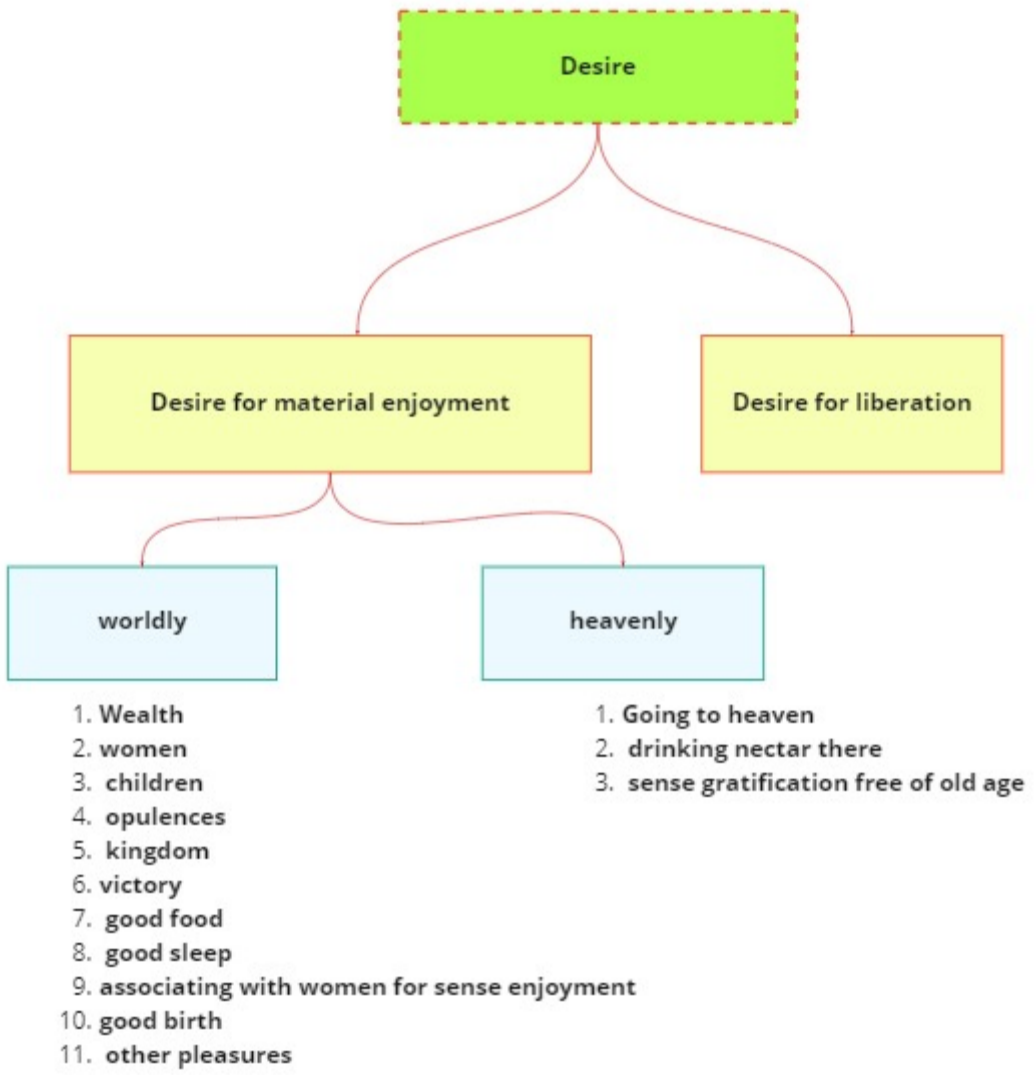 Desire
Desire for material enjoyment
Desire for liberation
worldly
heavenly
1. Wealth
2. women
3. children
4. opulences
5. kingdom
6. victory
7. good food
8. good sleep
9. associating with women for sense enjoyment
10. good birth
11. other pleasures
1. Going to heaven
2. drinking nectar there
3. sense gratification free of old age